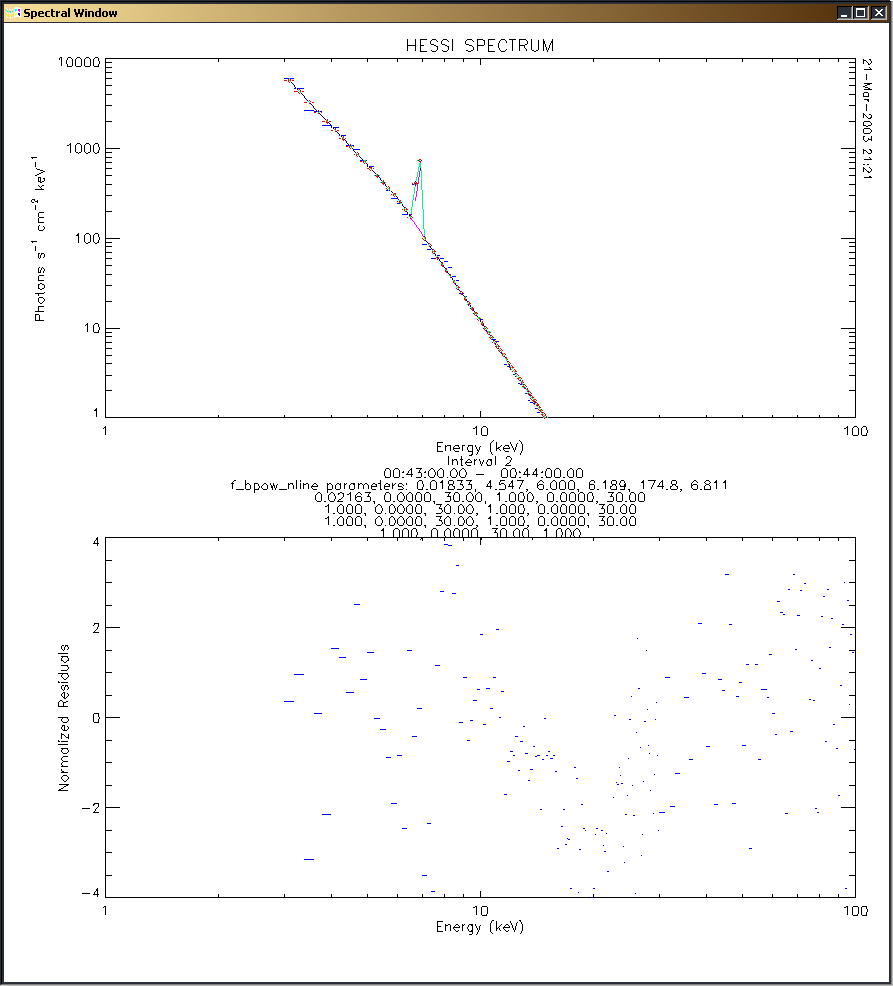 Spectral Window
HESSI SPECTRUM
21-Mar-2003 21:21
Photons s⁻¹ cm⁻² keV⁻¹
10000
1000
100
10
1
1 10 100
Energy (keV)
Interval 2
00:43:00.00 - 00:44:00.00
f_bpow_nline parameters: 0.01833, 4.547, 6.000, 6.189, 174.8, 6.811
0.02163, 0.0000, 30.00, 1.000, 0.0000, 30.00
1.000, 0.0000, 30.00, 1.000, 0.0000, 30.00
1.000, 0.0000, 30.00, 1.000, 0.0000, 30.00
1.000, 0.0000, 30.00, 1.000
Normalized Residuals
4
2
0
-2
-4
1 10 100
Energy (keV)